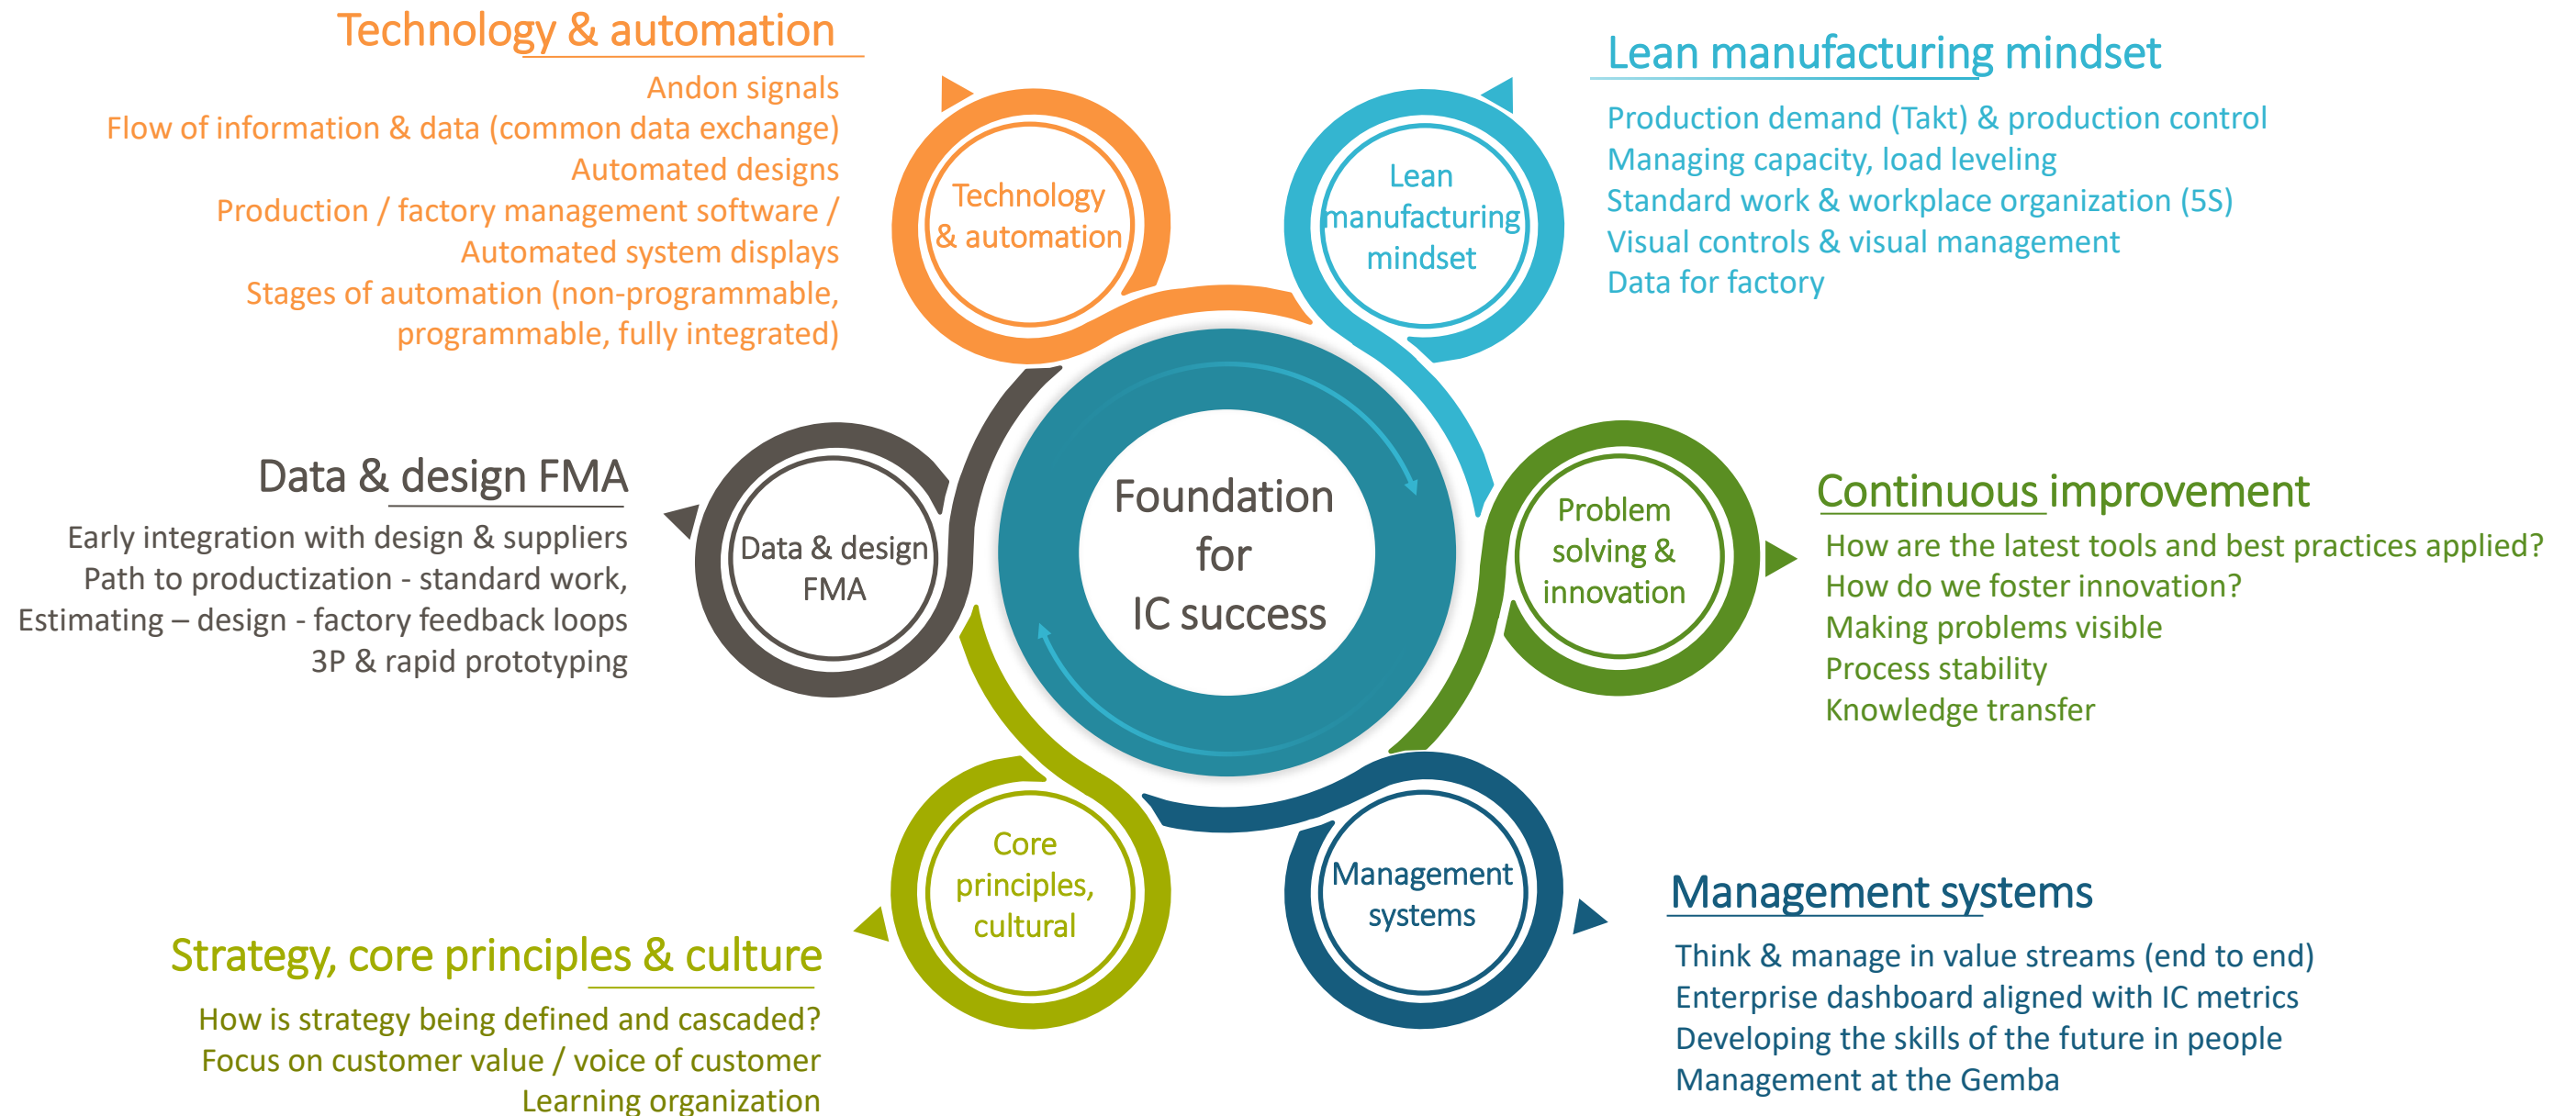 Technology & automation
Andon signals
Flow of information & data (common data exchange)
Automated designs
Production / factory management software /
Automated system displays
Stages of automation (non-programmable,
programmable, fully integrated)
Technology
& automation
Lean
manufacturing
mindset
Lean manufacturing mindset
Production demand (Takt) & production control
Managing capacity, load leveling
Standard work & workplace organization (5S)
Visual controls & visual management
Data for factory
Data & design FMA
Early integration with design & suppliers
Path to productization - standard work,
Estimating – design - factory feedback loops
3P & rapid prototyping
Data & design
FMA
Foundation
for
IC success
Problem
solving &
innovation
Continuous improvement
How are the latest tools and best practices applied?
How do we foster innovation?
Making problems visible
Process stability
Knowledge transfer
Strategy, core principles & culture
How is strategy being defined and cascaded?
Focus on customer value / voice of customer
Learning organization
Core
principles,
cultural
Management
systems
Management systems
Think & manage in value streams (end to end)
Enterprise dashboard aligned with IC metrics
Developing the skills of the future in people
Management at the Gemba